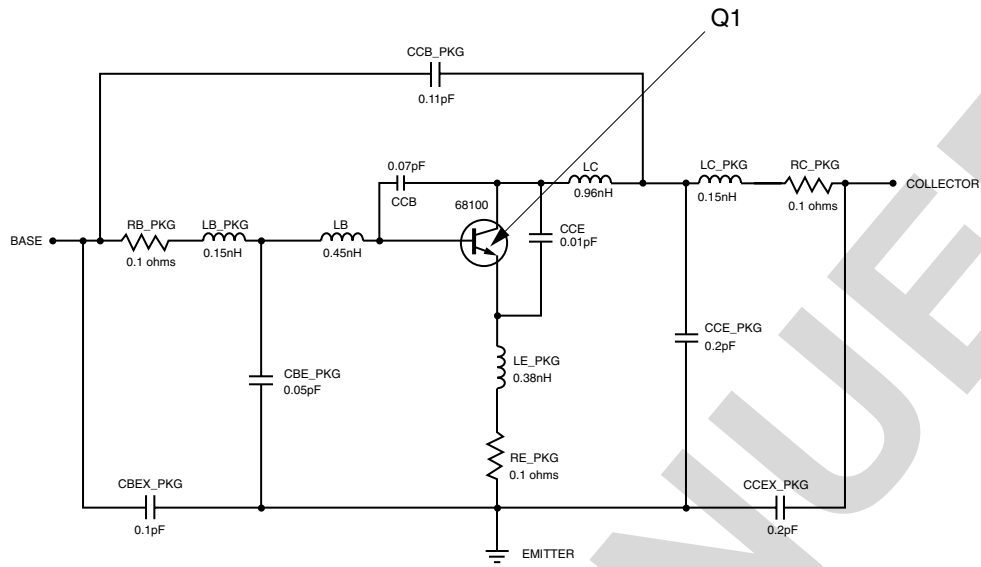 Q1
CCB_PKG
0.11pF
0.07pF
CCB
LC
0.96nH
LC_PKG
0.15nH
RC_PKG
0.1 ohms
COLLECTOR
68100
BASE
RB_PKG
0.1 ohms
LB_PKG
0.15nH
LB
0.45nH
CCE
0.01pF
CCE_PKG
0.2pF
LE_PKG
0.38nH
CBE_PKG
0.05pF
RE_PKG
0.1 ohms
CBEX_PKG
0.1pF
CCEX_PKG
0.2pF
EMITTER